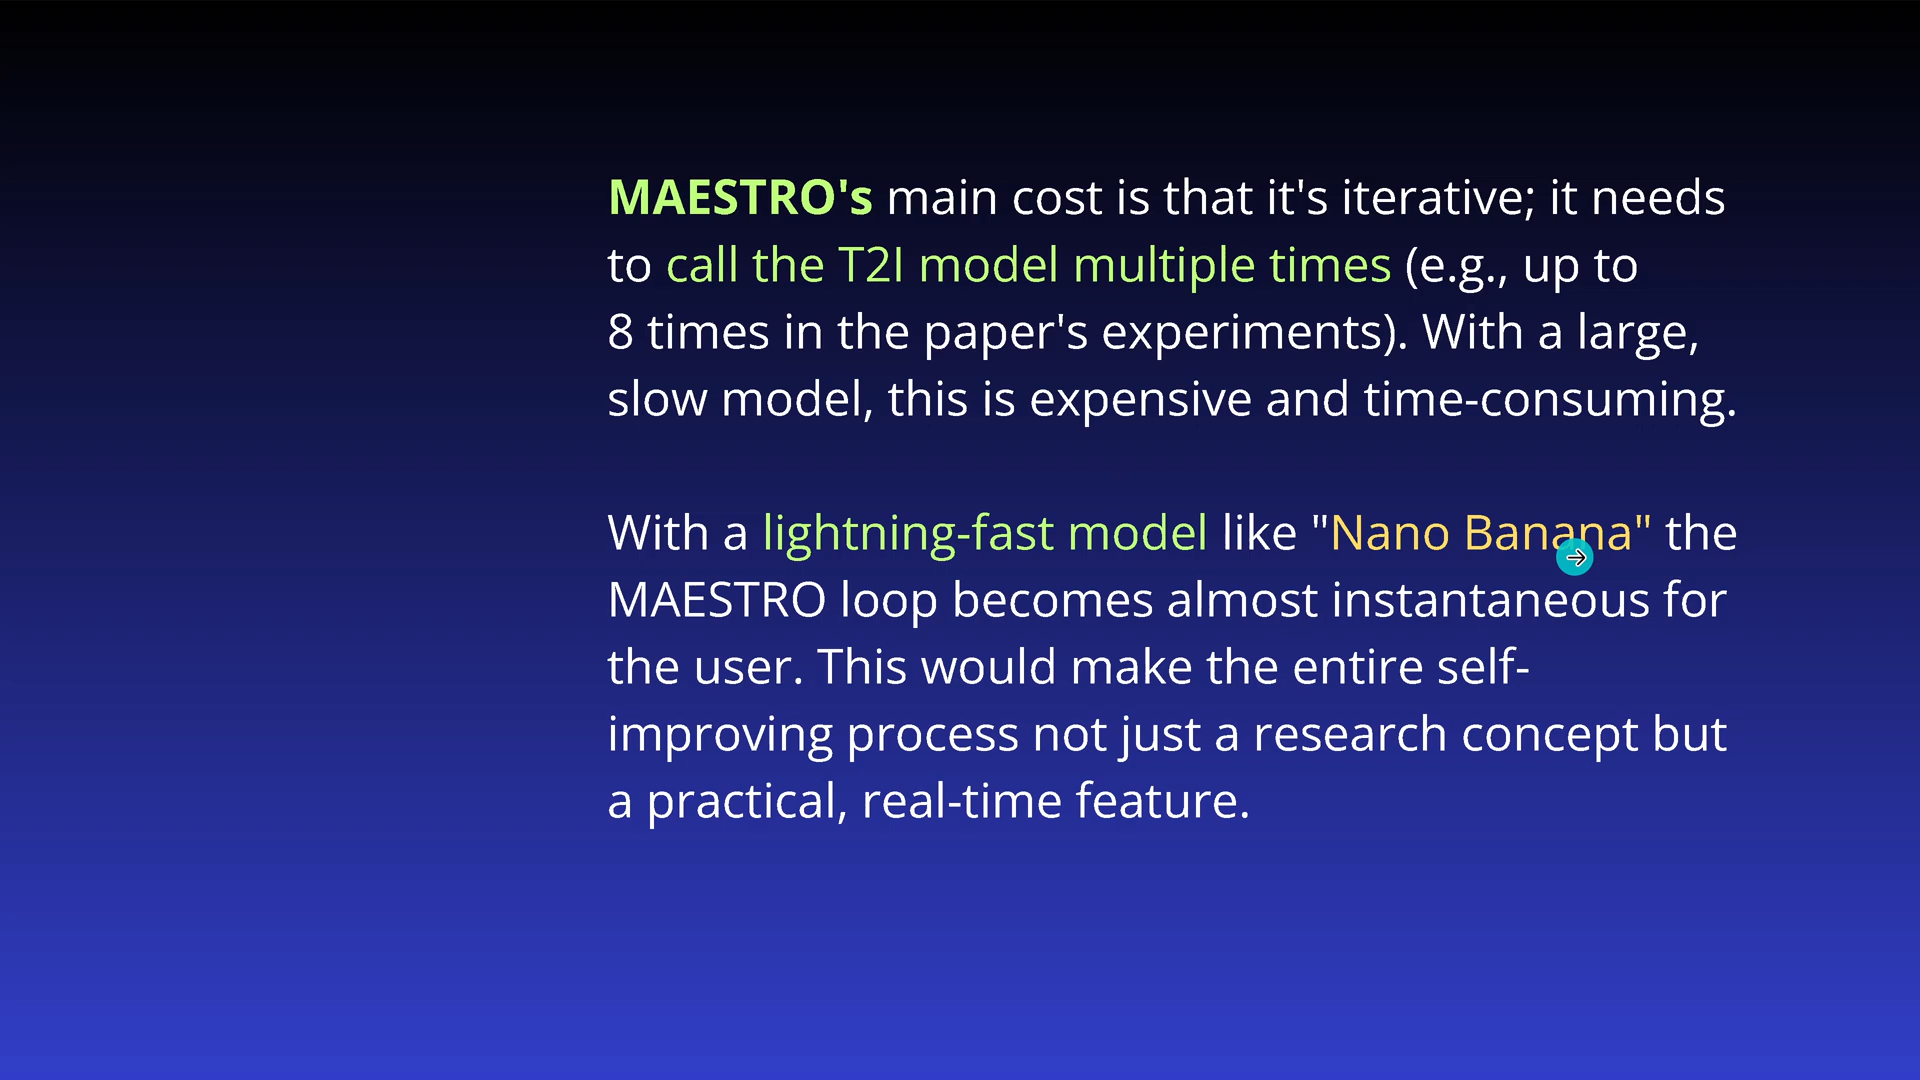 MAESTRO's main cost is that it's iterative; it needs
to call the T2I model multiple times (e.g., up to
8 times in the paper's experiments). With a large,
slow model, this is expensive and time-consuming.
With a lightning-fast model like "Nano Banana" the
MAESTRO loop becomes almost instantaneous for
the user. This would make the entire self-
improving process not just a research concept but
a practical, real-time feature.